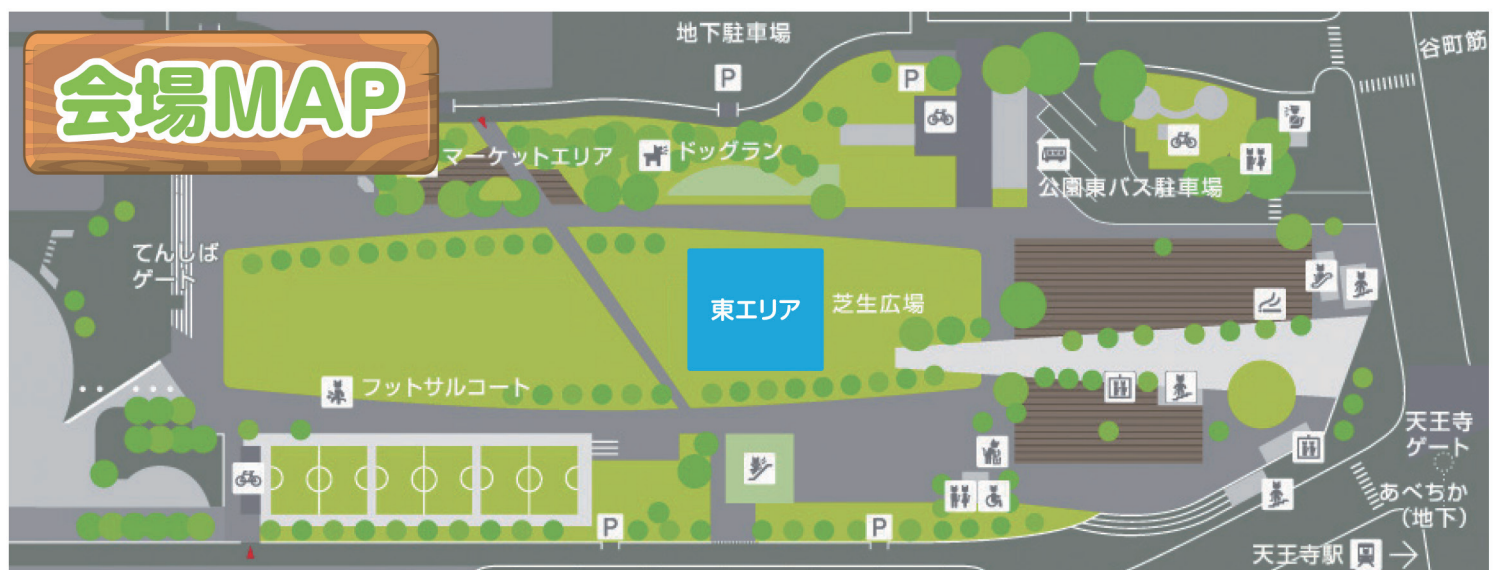 会場MAP
地下駐車場
谷町筋
P
P
マーケットエリア
ドッグラン
公園東バス駐車場
てんしば
ゲート
東エリア
芝生広場
フットサルコート
天王寺
ゲート
あべちか
(地下)
P
P
天王寺駅